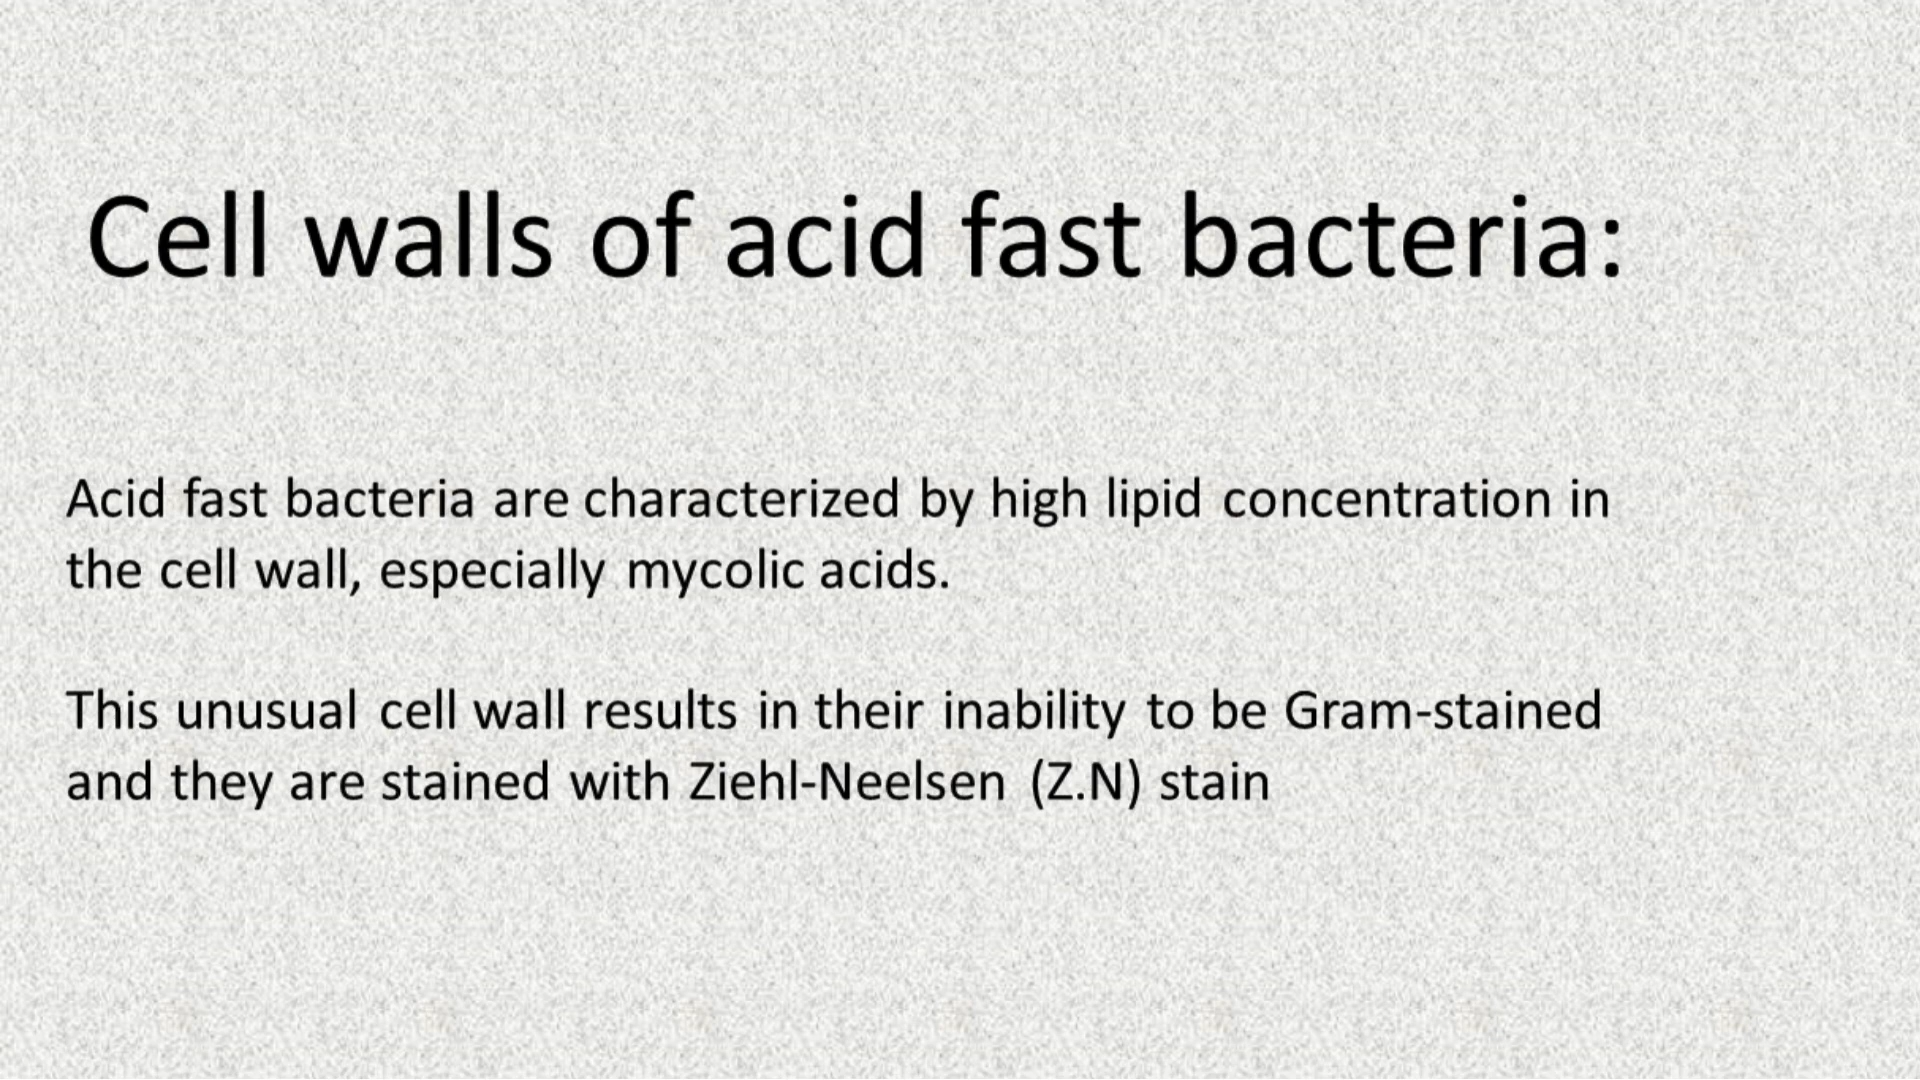 Cell walls of acid fast bacteria:
Acid fast bacteria are characterized by high lipid concentration in
the cell wall, especially mycolic acids.
This unusual cell wall results in their inability to be Gram-stained
and they are stained with Ziehl-Neelsen (Z.N) stain